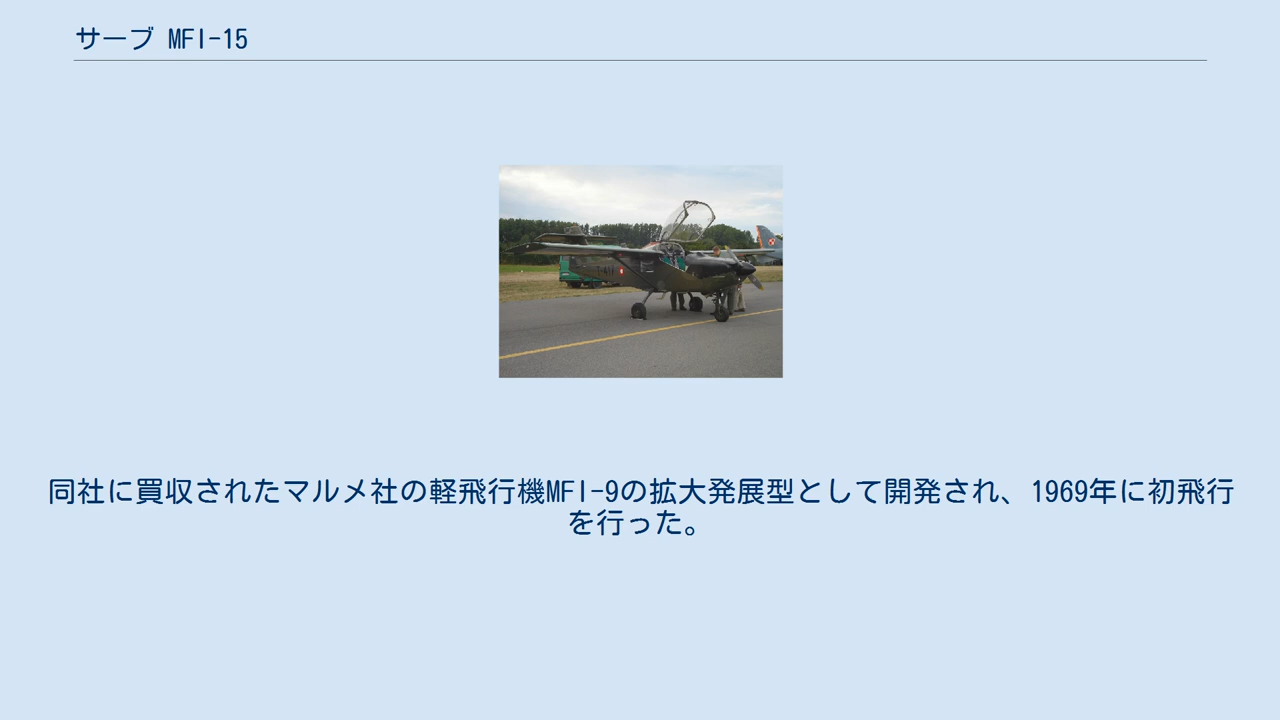 サーブ MFI-15
同社に買収されたマルメ社の軽飛行機MFI-9の拡大発展型として開発され、1969年に初飛行
を行った。